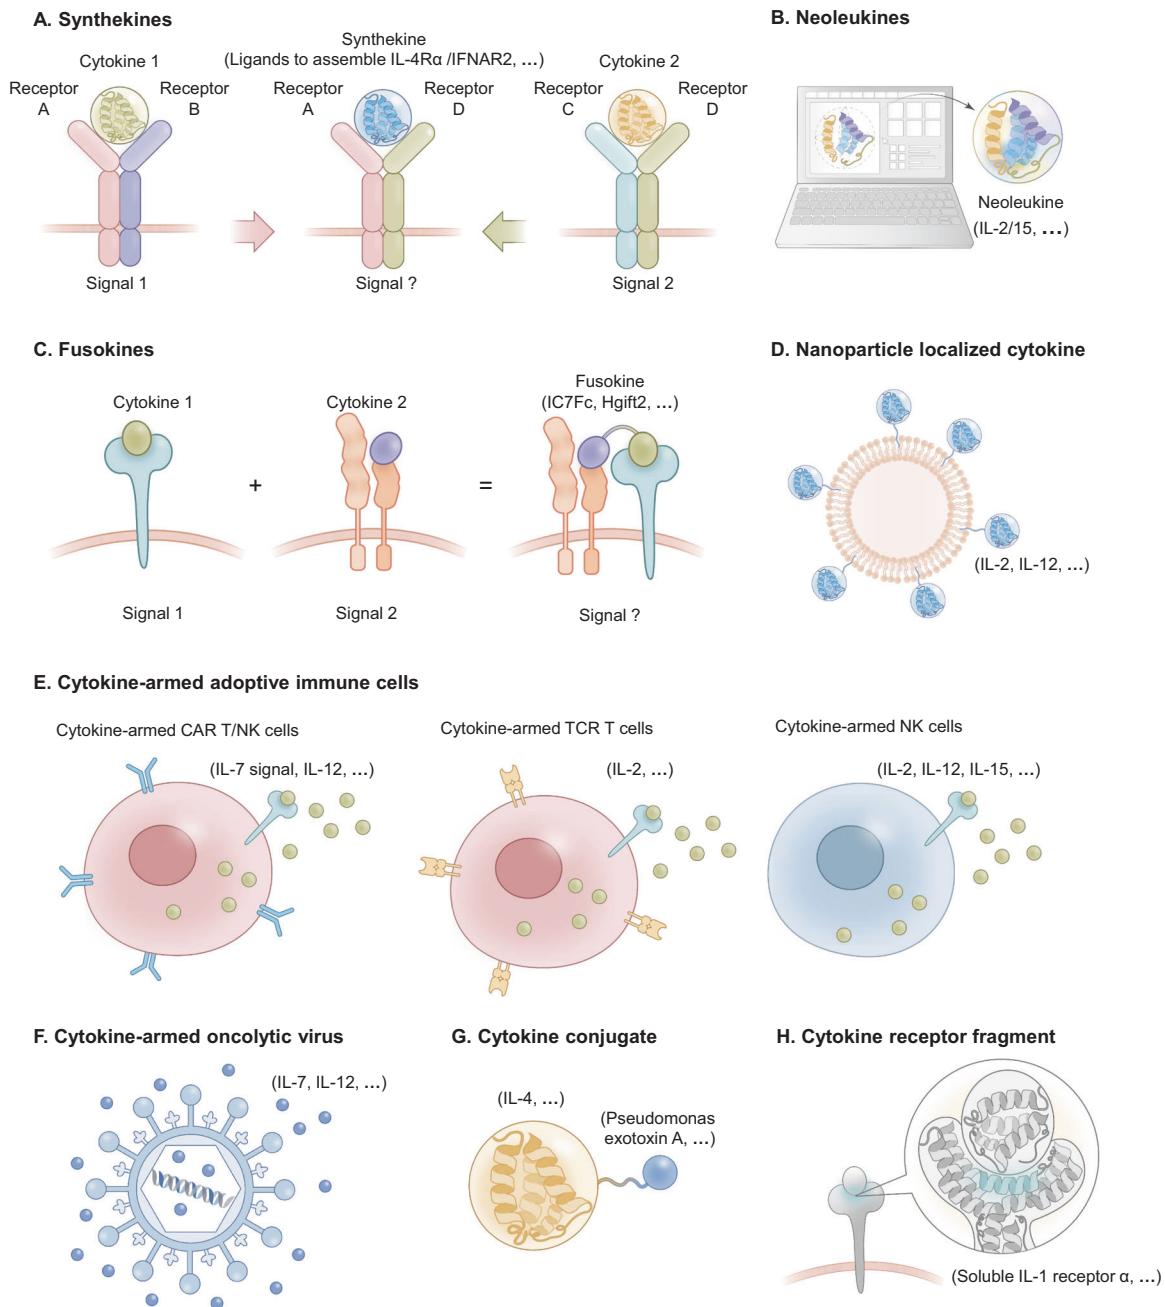 A. Synthekines
Cytokine 1
Receptor
A
Receptor
B
Signal 1
Synthekine
(Ligands to assemble IL-4Rα /IFNAR2, ...)
Receptor
A
Receptor
D
Signal ?
Cytokine 2
Receptor
C
Receptor
D
Signal 2
B. Neoleukines
Neoleukine
(IL-2/15, ...)
C. Fusokines
Cytokine 1
Signal 1
+
Cytokine 2
Signal 2
=
Fusokine
(IC7Fc, Hgift2, ...)
Signal ?
D. Nanoparticle localized cytokine
(IL-2, IL-12, ...)
E. Cytokine-armed adoptive immune cells
Cytokine-armed CAR T/NK cells
(IL-7 signal, IL-12, ...)
Cytokine-armed TCR T cells
(IL-2, ...)
Cytokine-armed NK cells
(IL-2, IL-12, IL-15, ...)
F. Cytokine-armed oncolytic virus
(IL-7, IL-12, ...)
G. Cytokine conjugate
(IL-4, ...)
(Pseudomonas
exotoxin A, ...)
H. Cytokine receptor fragment
(Soluble IL-1 receptor α, ...)